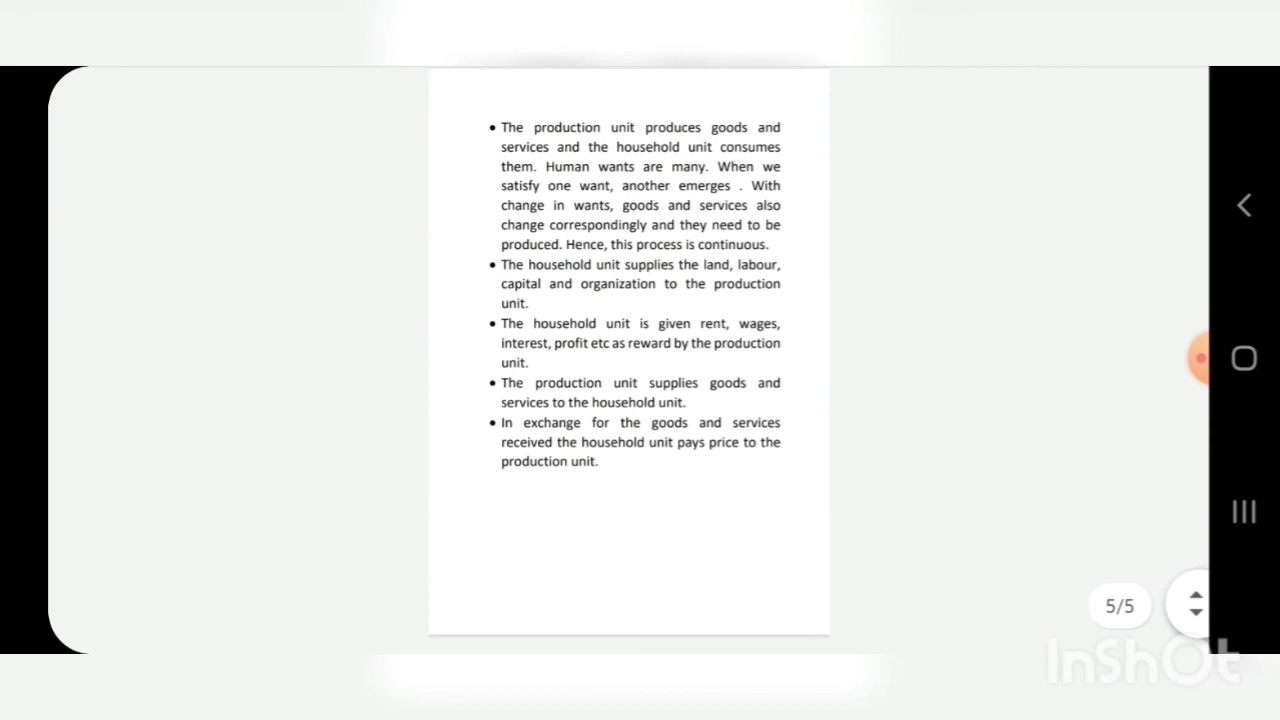 • The production unit produces goods and
services and the household unit consumes
them. Human wants are many. When we
satisfy one want, another emerges . With
change in wants, goods and services also
change correspondingly and they need to be
produced. Hence, this process is continuous.
• The household unit supplies the land, labour,
capital and organization to the production
unit.
• The household unit is given rent, wages,
interest, profit etc as reward by the production
unit.
• The production unit supplies goods and
services to the household unit.
• In exchange for the goods and services
received the household unit pays price to the
production unit.
5/5
InShOt